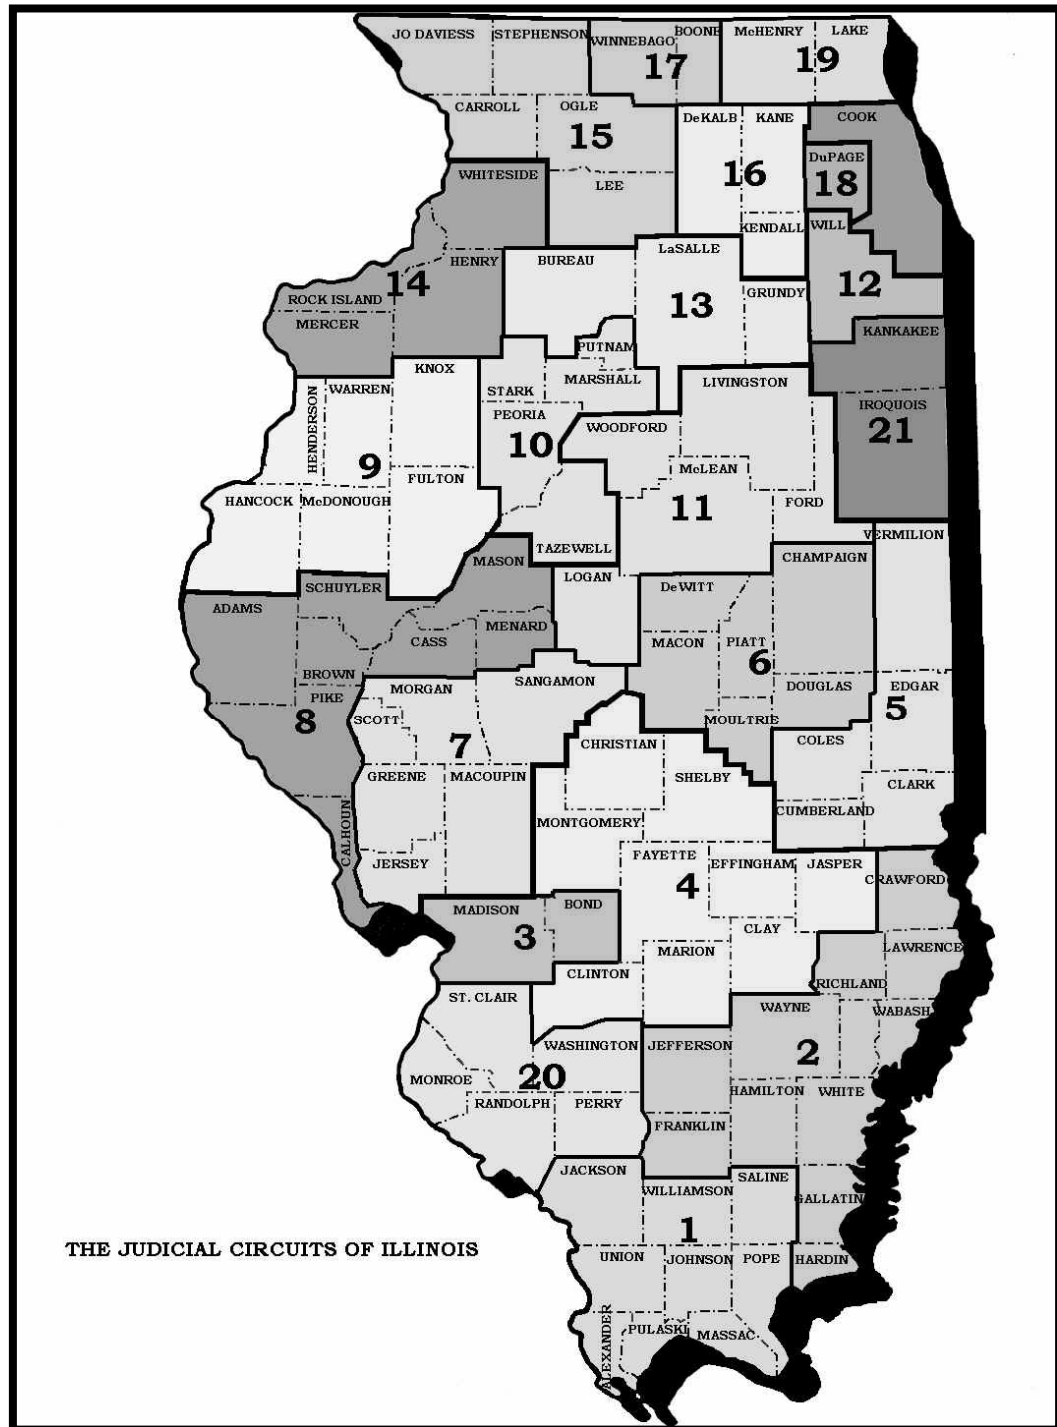 JO DAVIESS
STEPHENSON
WINNEBAGO
BOONE
McHENRY
LAKE
17
19
CARROLL
OGLE
15
DeKALB
KANE
COOK
WHITESIDE
LEE
16
DuPAGE
18
KENDALL
WILL
HENRY
BUREAU
LaSALLE
ROCK ISLAND
14
13
GRUNDY
12
MERCER
KANKAKEE
PUTNAM
KNOX
WARREN
HENDERSON
STARK
MARSHALL
LIVINGSTON
PEORIA
IROQUOIS
WOODFORD
21
10
9
McLEAN
FULTON
HANCOCK
McDONOUGH
11
FORD
VERMILION
TAZEWELL
MASON
LOGAN
CHAMPAIGN
SCHUYLER
DeWITT
ADAMS
MENARD
CASS
MACON
PIATT
6
BROWN
SANGAMON
MORGAN
DOUGLAS
EDGAR
PIKE
5
8
SCOTT
MOULTRIE
7
CHRISTIAN
COLES
GREENE
MACOUPIN
SHELBY
CLARK
MONTGOMERY
CUMBERLAND
CALHOUN
JERSEY
FAYETTE
EFFINGHAM
JASPER
4
CRAWFORD
MADISON
BOND
3
CLAY
LAWRENCE
MARION
CLINTON
RICHLAND
ST. CLAIR
WAYNE
WABASH
WASHINGTON
JEFFERSON
2
20
MONROE
HAMILTON
WHITE
RANDOLPH
PERRY
FRANKLIN
JACKSON
SALINE
WILLIAMSON
GALLATIN
1
THE JUDICIAL CIRCUITS OF ILLINOIS
UNION
JOHNSON
POPE
HARDIN
ALEXANDER
PULASKI
MASSAC